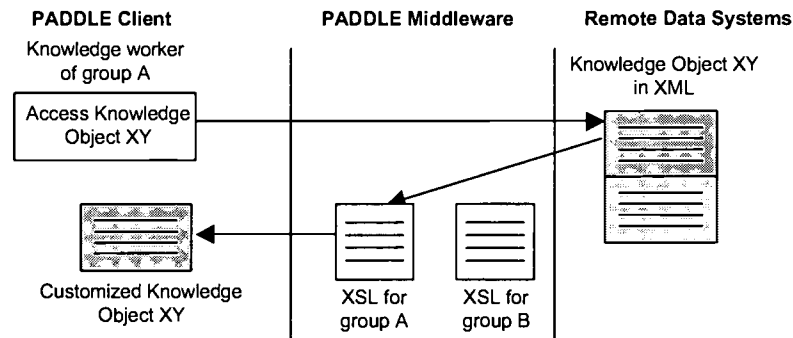 PADDLE Client
PADDLE Middleware
Remote Data Systems
Knowledge worker
of group A
Access Knowledge
Object XY
Knowledge Object XY
in XML
Customized Knowledge
Object XY
XSL for
group A
XSL for
group B